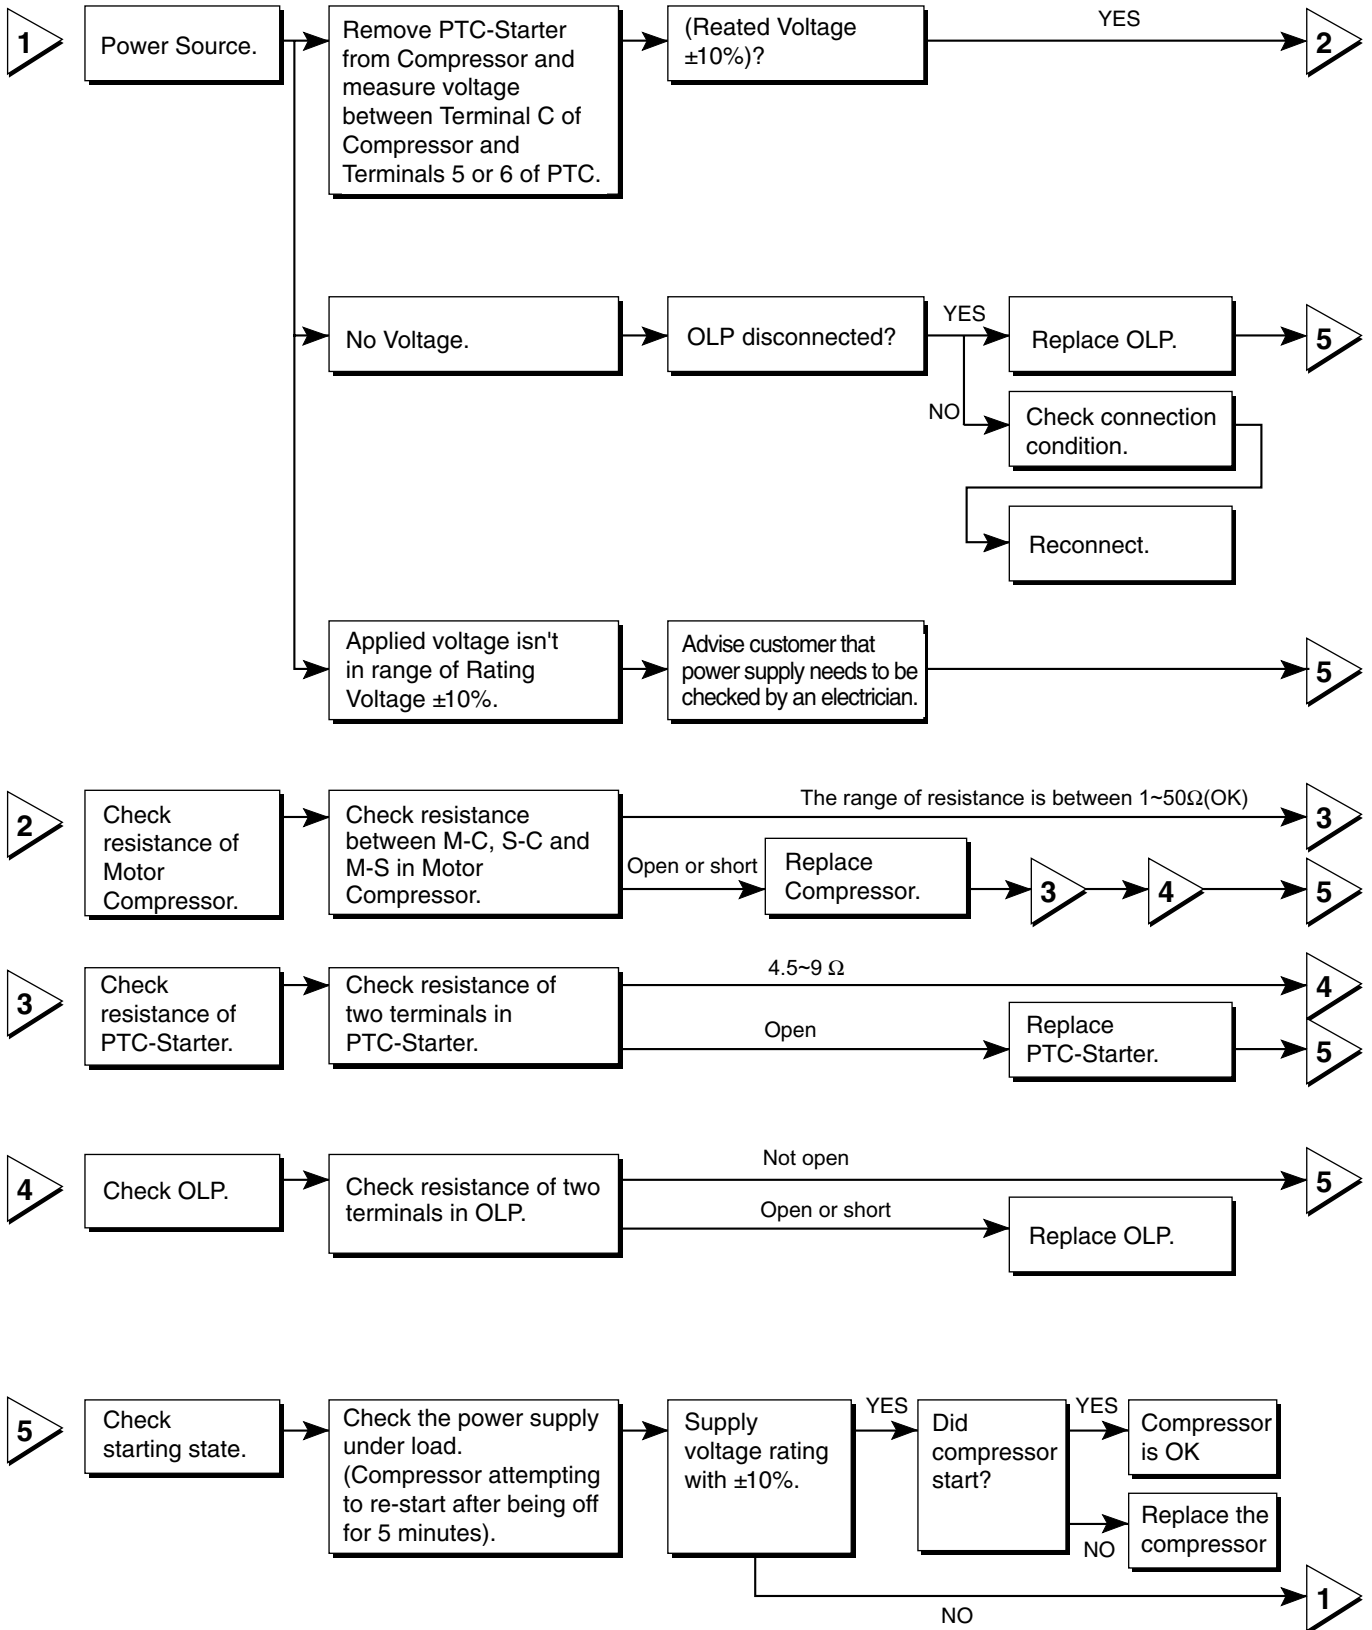 1
Power Source.
Remove PTC-Starter
from Compressor and
measure voltage
between Terminal C of
Compressor and
Terminals 5 or 6 of PTC.
(Reated Voltage
±10%)?
YES
2
No Voltage.
OLP disconnected?
YES
Replace OLP.
5
NO
Check connection
condition.
Reconnect.
Applied voltage isn't
in range of Rating
Voltage ±10%.
Advise customer that
power supply needs to be
checked by an electrician.
5
2
Check
resistance of
Motor
Compressor.
Check resistance
between M-C, S-C and
M-S in Motor
Compressor.
The range of resistance is between 1~50Ω(OK)
3
Open or short
Replace
Compressor.
3
4
5
3
Check
resistance of
PTC-Starter.
Check resistance of
two terminals in
PTC-Starter.
4.5~9 Ω
4
Open
Replace
PTC-Starter.
5
4
Check OLP.
Check resistance of two
terminals in OLP.
Not open
5
Open or short
Replace OLP.
5
Check
starting state.
Check the power supply
under load.
(Compressor attempting
to re-start after being off
for 5 minutes).
Supply
voltage rating
with ±10%.
YES
Did
compressor
start?
YES
Compressor
is OK
NO
Replace the
compressor
NO
1